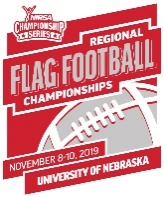 NIRSA
CHAMPIONSHIP
SERIES
REGIONAL
FLAG FOOTBALL
CHAMPIONSHIPS
NOVEMBER 8-10, 2019
UNIVERSITY OF NEBRASKA